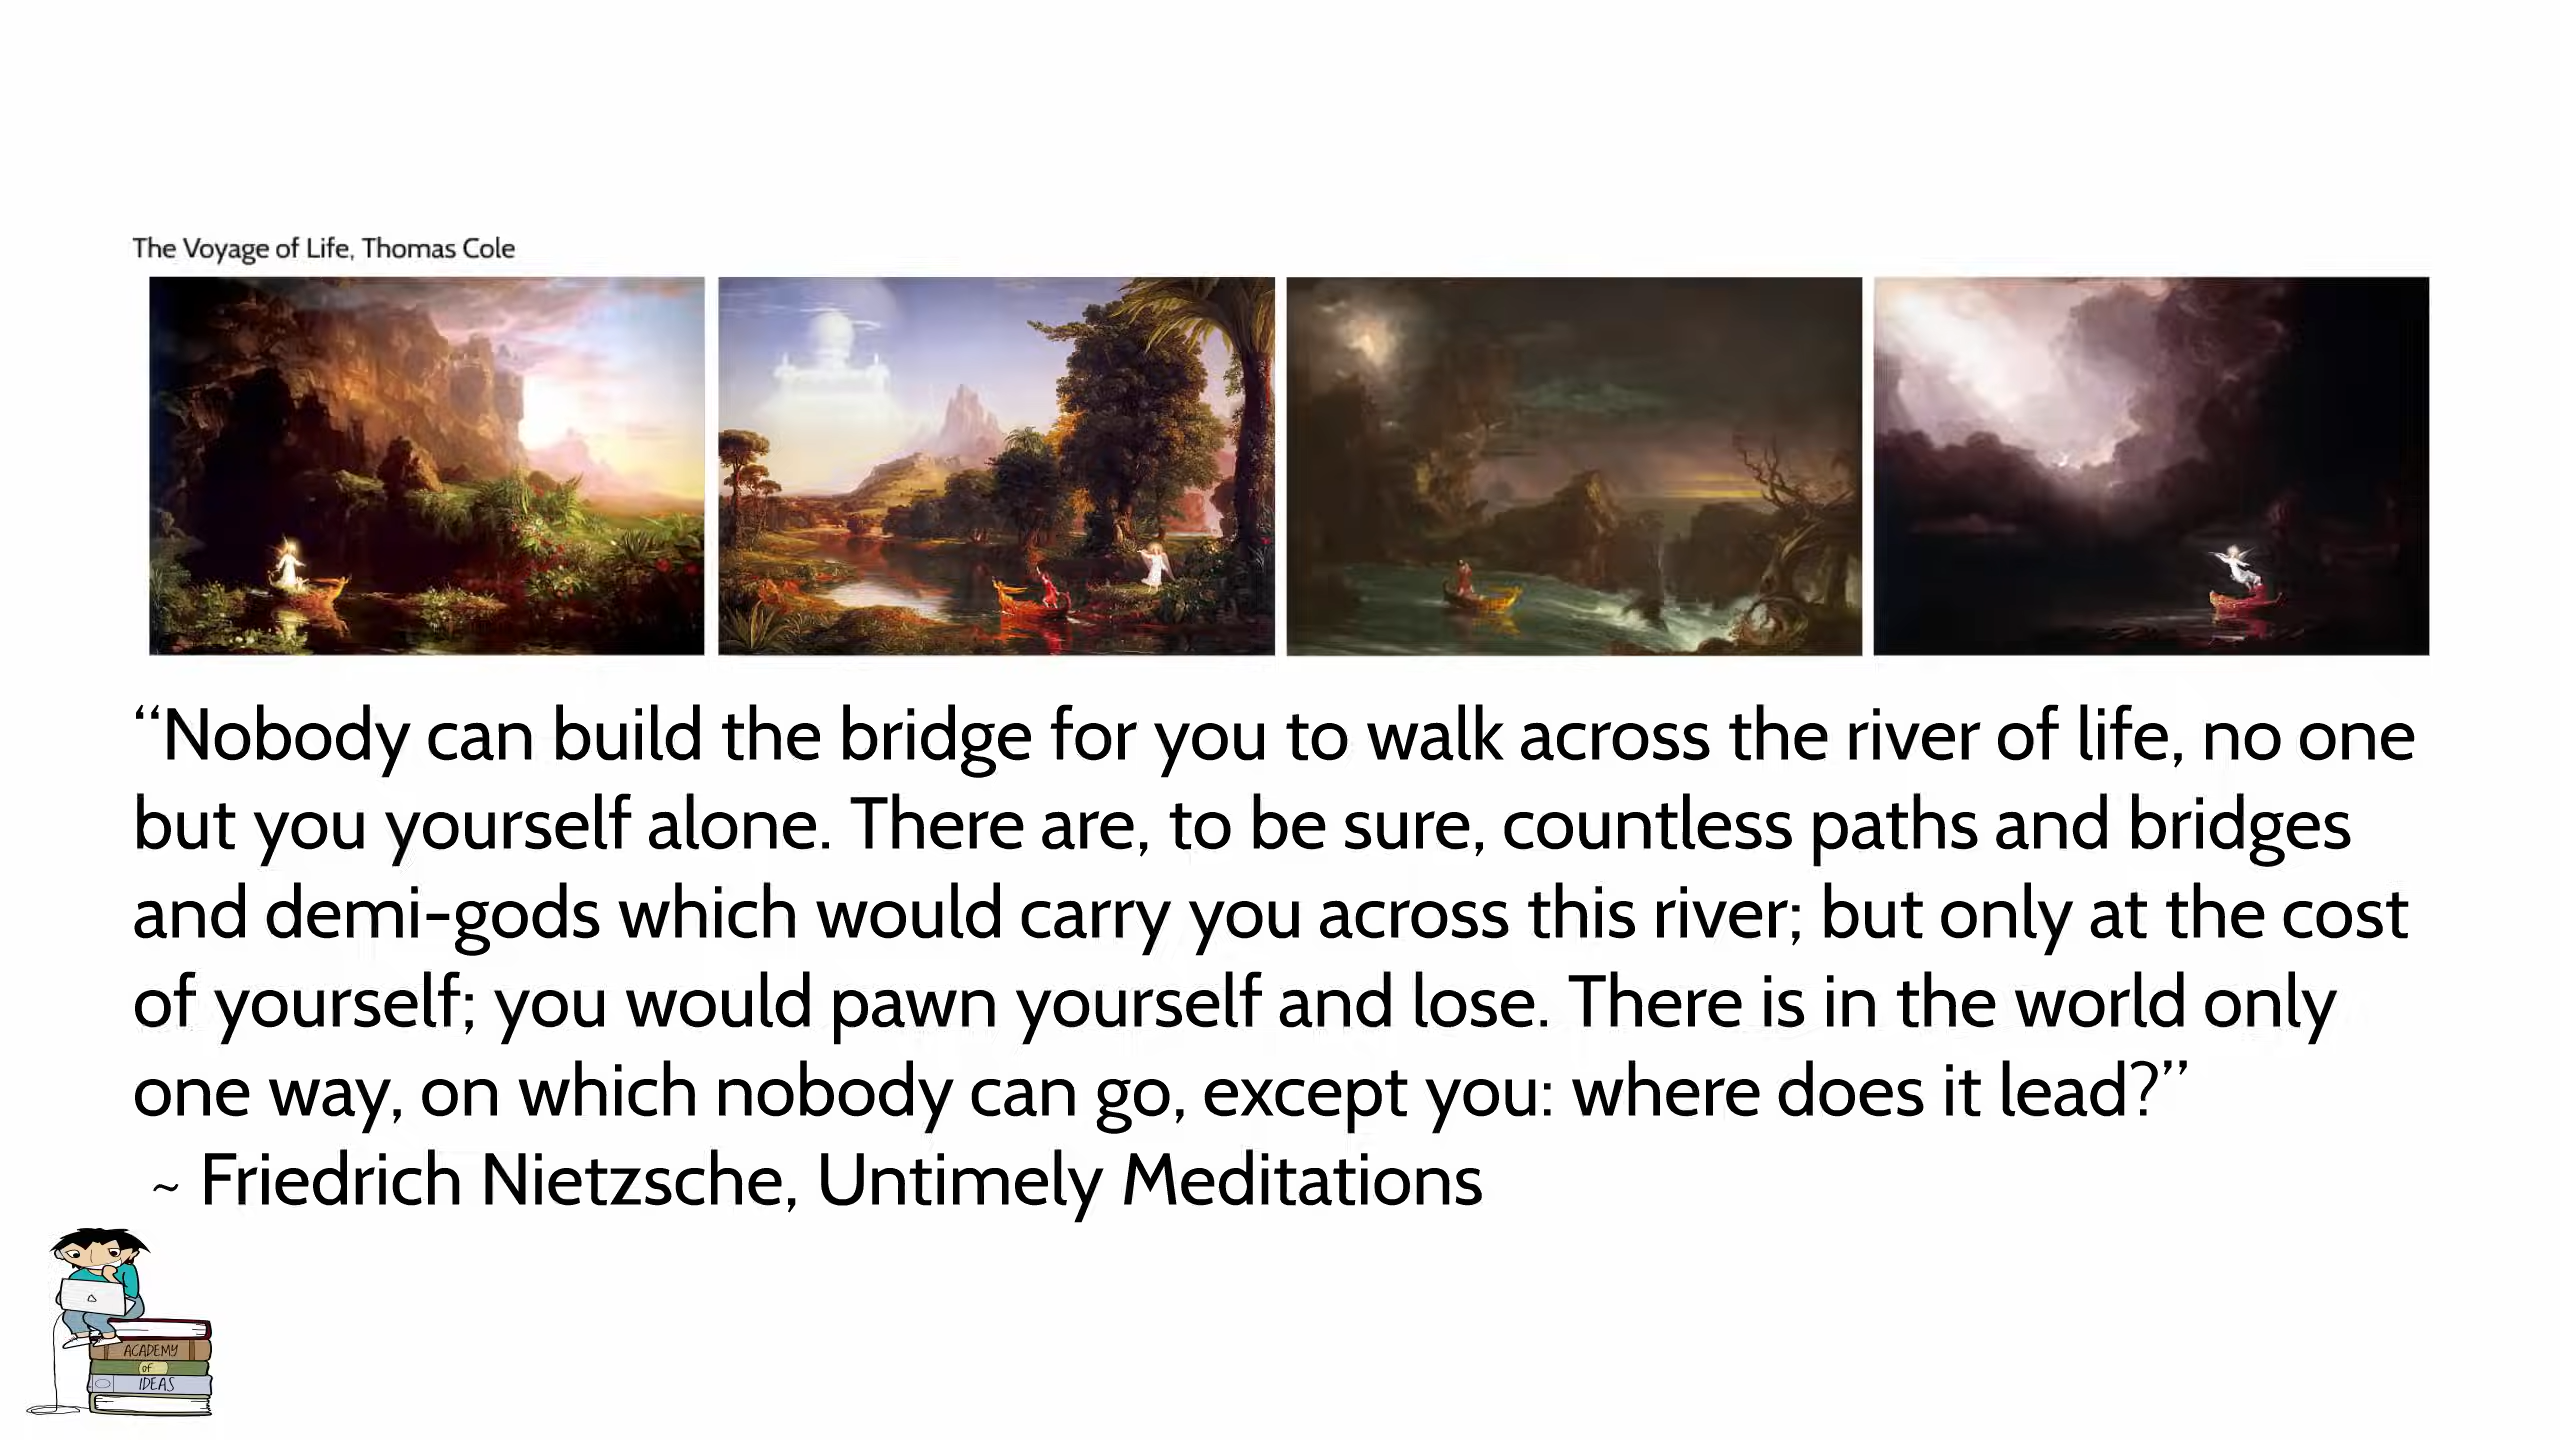 The Voyage of Life, Thomas Cole
“Nobody can build the bridge for you to walk across the river of life, no one
but you yourself alone. There are, to be sure, countless paths and bridges
and demi-gods which would carry you across this river; but only at the cost
of yourself; you would pawn yourself and lose. There is in the world only
one way, on which nobody can go, except you: where does it lead?”
~ Friedrich Nietzsche, Untimely Meditations
ACADEMY
OF
IDEAS